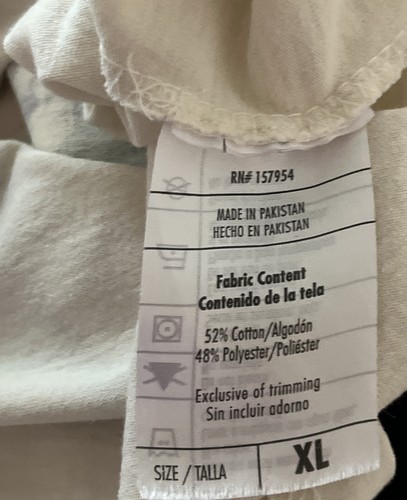 RN# 157954
MADE IN PAKISTAN
HECHO EN PAKISTAN
Fabric Content
Contenido de la tela
52% Cotton/Algodón
48% Polyester/Poliéster
Exclusive of trimming
Sin incluir adorno
SIZE / TALLA XL